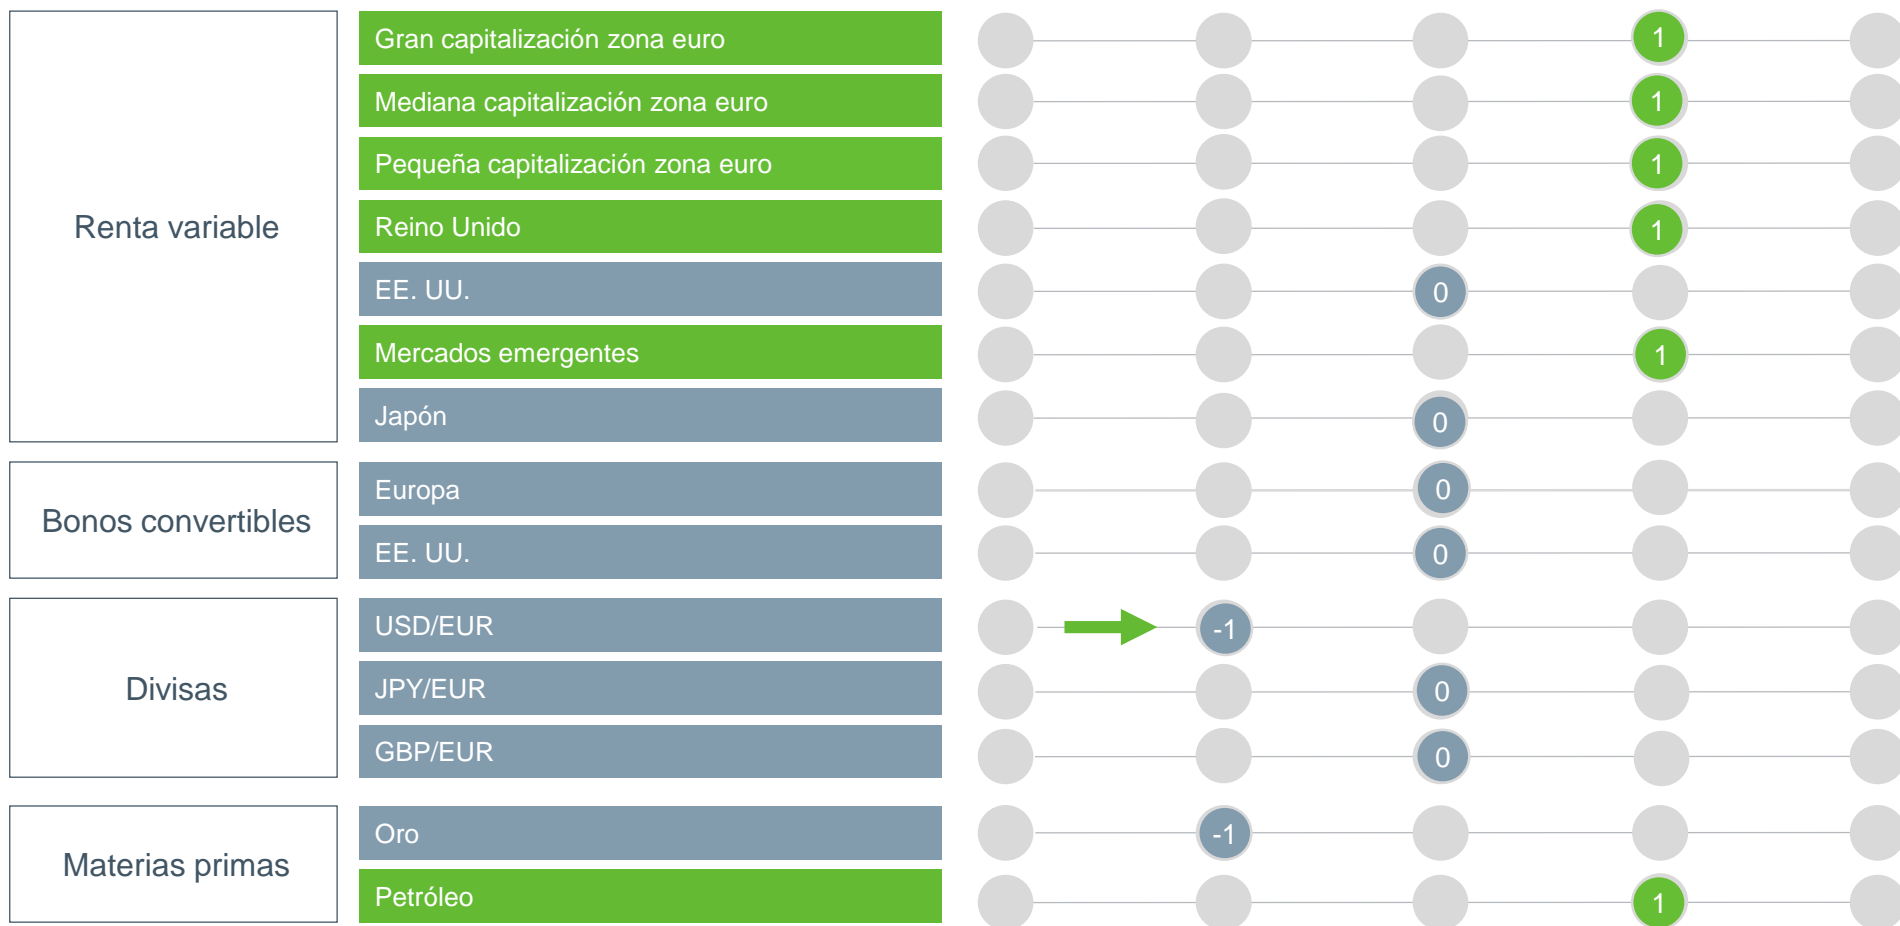 Renta variable
Gran capitalización zona euro 1
Mediana capitalización zona euro 1
Pequeña capitalización zona euro 1
Reino Unido 1
EE. UU. 0
Mercados emergentes 1
Japón 0
Bonos convertibles
Europa 0
EE. UU. 0
Divisas
USD/EUR -1
JPY/EUR 0
GBP/EUR 0
Materias primas
Oro -1
Petróleo 1